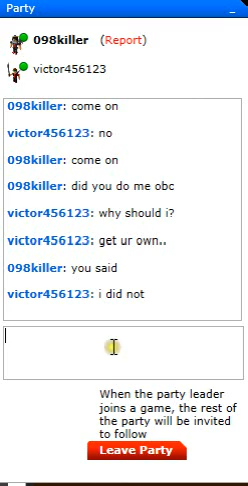 Party _
098killer (Report)
victor456123
098killer: come on
victor456123: no
098killer: come on
098killer: did you do me obc
victor456123: why should i?
victor456123: get ur own..
098killer: you said
victor456123: i did not
When the party leader
joins a game, the rest of
the party will be invited
to follow
Leave Party